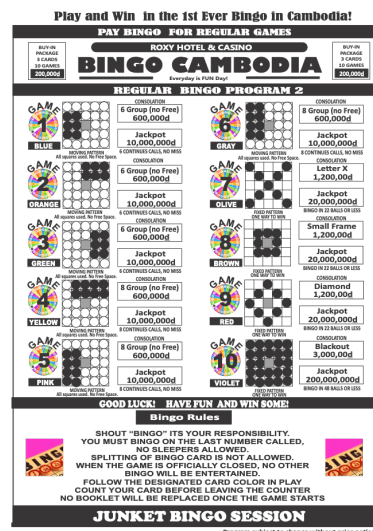 Play and Win in the 1st Ever Bingo in Cambodia!
PAY BINGO FOR REGULAR GAMES
BUY-IN
PACKAGE
3 CARDS
10 GAMES
200,000đ
ROXY HOTEL & CASINO
BINGO CAMBODIA
Everyday is FUN Day!
BUY-IN
PACKAGE
3 CARDS
10 GAMES
200,000đ
REGULAR BINGO PROGRAM 2
GAME
1
BLUE
MOVING PATTERN
All squares used. No Free Space.
CONSOLATION
6 Group (no Free)
600,000đ
Jackpot
10,000,000đ
6 CONTINUES CALLS, NO MISS
GAME
2
ORANGE
MOVING PATTERN
All squares used. No Free Space.
CONSOLATION
6 Group (no Free)
600,000đ
Jackpot
10,000,000đ
6 CONTINUES CALLS, NO MISS
GAME
3
GREEN
MOVING PATTERN
All squares used. No Free Space.
CONSOLATION
6 Group (no Free)
600,000đ
Jackpot
10,000,000đ
6 CONTINUES CALLS, NO MISS
GAME
4
YELLOW
MOVING PATTERN
All squares used. No Free Space.
CONSOLATION
8 Group (no Free)
600,000đ
Jackpot
10,000,000đ
8 CONTINUES CALLS, NO MISS
GAME
5
PINK
MOVING PATTERN
All squares used. No Free Space.
CONSOLATION
8 Group (no Free)
600,000đ
Jackpot
10,000,000đ
8 CONTINUES CALLS, NO MISS
GAME
6
GRAY
MOVING PATTERN
All squares used. No Free Space.
CONSOLATION
8 Group (no Free)
600,000đ
Jackpot
10,000,000đ
8 CONTINUES CALLS, NO MISS
GAME
7
OLIVE
FIXED PATTERN
ONE WAY TO WIN
CONSOLATION
Letter X
1,200,00đ
Jackpot
20,000,000đ
BINGO IN 22 BALLS OR LESS
GAME
8
BROWN
FIXED PATTERN
ONE WAY TO WIN
CONSOLATION
Small Frame
1,200,00đ
Jackpot
20,000,000đ
BINGO IN 22 BALLS OR LESS
GAME
9
RED
FIXED PATTERN
ONE WAY TO WIN
CONSOLATION
Diamond
1,200,00đ
Jackpot
20,000,000đ
BINGO IN 22 BALLS OR LESS
GAME
10
VIOLET
FIXED PATTERN
ONE WAY TO WIN
CONSOLATION
Blackout
3,000,00đ
Jackpot
200,000,000đ
BINGO IN 48 BALLS OR LESS
GOOD LUCK! HAVE FUN AND WIN SOME!
Bingo Rules
SHOUT "BINGO" ITS YOUR RESPONSIBILITY.
YOU MUST BINGO ON THE LAST NUMBER CALLED,
NO SLEEPERS ALLOWED.
SPLITTING OF BINGO CARD IS NOT ALLOWED.
WHEN THE GAME IS OFFICIALLY CLOSED, NO OTHER
BINGO WILL BE ENTERTAINED.
FOLLOW THE DESIGNATED CARD COLOR IN PLAY
COUNT YOUR CARD BEFORE LEAVING THE COUNTER
NO BOOKLET WILL BE REPLACED ONCE THE GAME STARTS
JUNKET BINGO SESSION